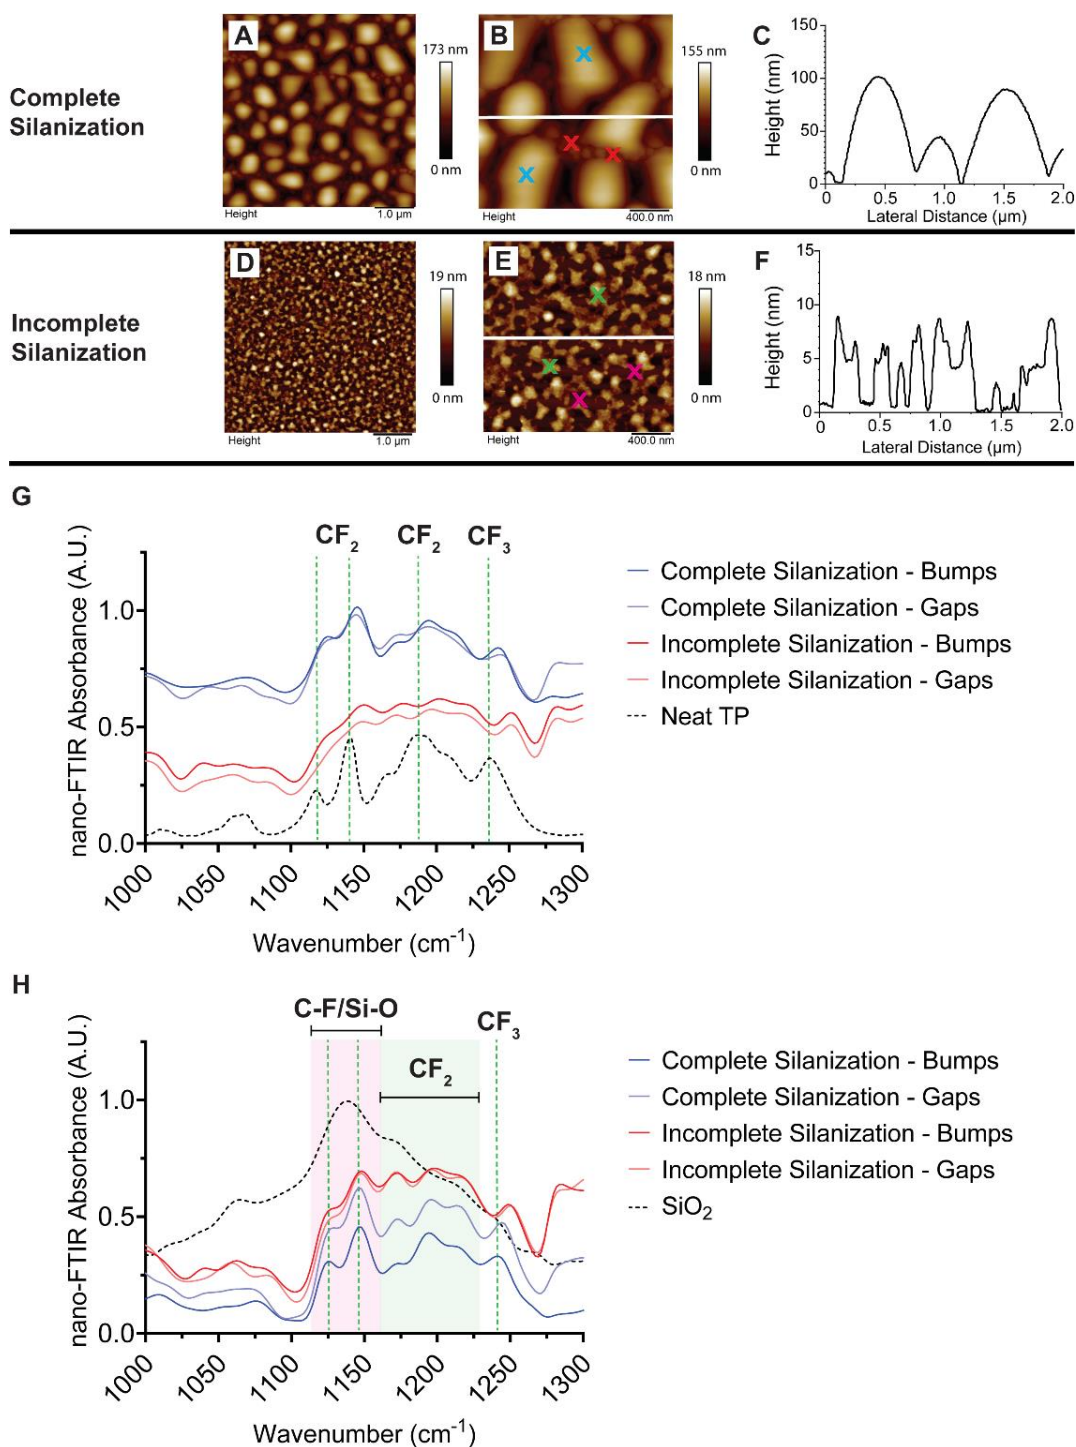 Complete
Silanization
A
173 nm
0 nm
Height
1.0 µm
B
155 nm
0 nm
Height
400.0 nm
C
Height (nm)
150
100
50
0
0 0.5 1.0 1.5 2.0
Lateral Distance (µm)
Incomplete
Silanization
D
19 nm
0 nm
Height
1.0 µm
E
18 nm
0 nm
Height
400.0 nm
F
Height (nm)
15
10
5
0
0 0.5 1.0 1.5 2.0
Lateral Distance (µm)
G
CF₂ CF₂ CF₃
nano-FTIR Absorbance (A.U.)
1.0
0.5
0.0
1000 1050 1100 1150 1200 1250 1300
Wavenumber (cm⁻¹)
Complete Silanization - Bumps
Complete Silanization - Gaps
Incomplete Silanization - Bumps
Incomplete Silanization - Gaps
Neat TP
H
C-F/Si-O
CF₂
CF₃
nano-FTIR Absorbance (A.U.)
1.0
0.5
0.0
1000 1050 1100 1150 1200 1250 1300
Wavenumber (cm⁻¹)
Complete Silanization - Bumps
Complete Silanization - Gaps
Incomplete Silanization - Bumps
Incomplete Silanization - Gaps
SiO₂